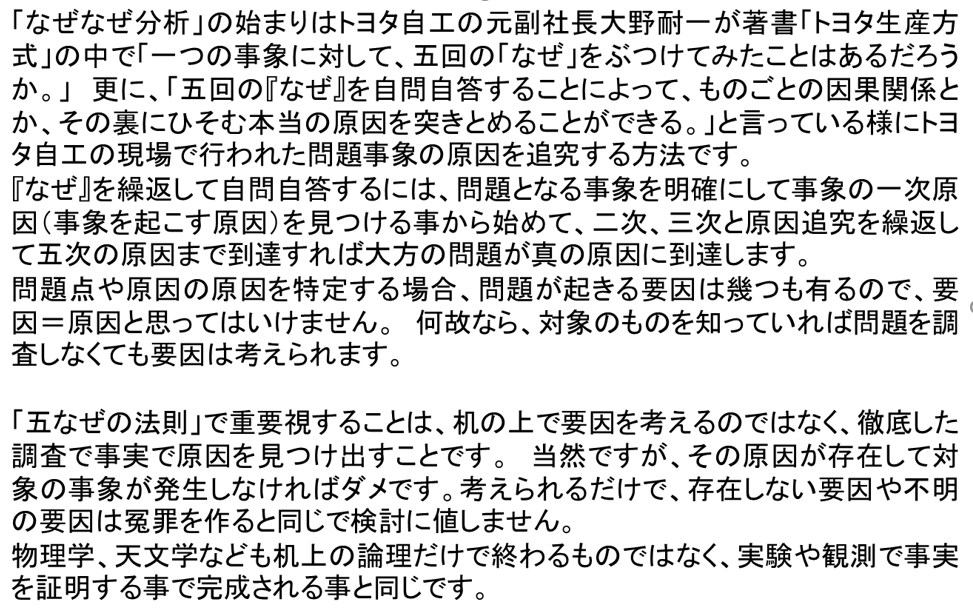 「なぜなぜ分析」の始まりはトヨタ自工の元副社長大野耐一が著書「トヨタ生産方
式」の中で「一つの事象に対して、五回の「なぜ」をぶつけてみたことはあるだろう
か。」　更に、「五回の『なぜ』を自問自答することによって、ものごとの因果関係と
か、その裏にひそむ本当の原因を突きとめることができる。」と言っている様にトヨ
タ自工の現場で行われた問題事象の原因を追究する方法です。
『なぜ』を繰返して自問自答するには、問題となる事象を明確にして事象の一次原
因（事象を起こす原因）を見つける事から始めて、二次、三次と原因追究を繰返し
て五次の原因まで到達すれば大方の問題が真の原因に到達します。
問題点や原因の原因を特定する場合、問題が起きる要因は幾つも有るので、要
因＝原因と思ってはいけません。　何故なら、対象のものを知っていれば問題を調
査しなくても要因は考えられます。
「五なぜの法則」で重要視することは、机の上で要因を考えるのではなく、徹底した
調査で事実で原因を見つけ出すことです。　当然ですが、その原因が存在して対
象の事象が発生しなければダメです。考えられるだけで、存在しない要因や不明
の要因は冤罪を作ると同じで検討に値しません。
物理学、天文学なども机上の論理だけで終わるものではなく、実験や観測で事実
を証明する事で完成される事と同じです。